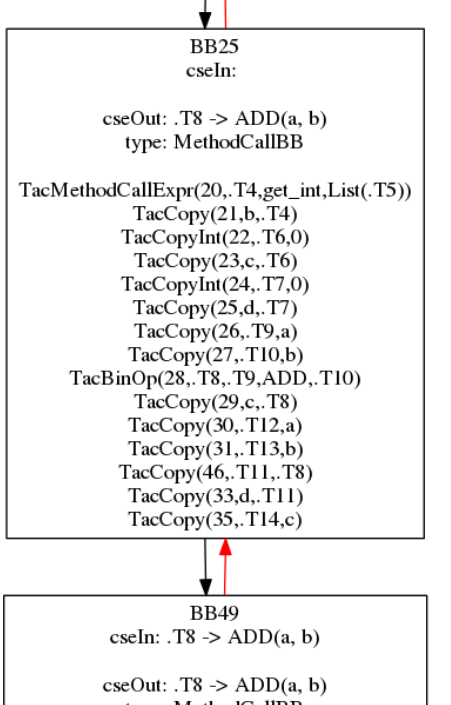 BB25
cseIn:
cseOut: .T8 -> ADD(a, b)
type: MethodCallBB
TacMethodCallExpr(20,.T4,get_int,List(.T5))
TacCopy(21,b,.T4)
TacCopyInt(22,.T6,0)
TacCopy(23,c,.T6)
TacCopyInt(24,.T7,0)
TacCopy(25,d,.T7)
TacCopy(26,.T9,a)
TacCopy(27,.T10,b)
TacBinOp(28,.T8,.T9,ADD,.T10)
TacCopy(29,c,.T8)
TacCopy(30,.T12,a)
TacCopy(31,.T13,b)
TacCopy(46,.T11,.T8)
TacCopy(33,d,.T11)
TacCopy(35,.T14,c)
BB49
cseIn: .T8 -> ADD(a, b)
cseOut: .T8 -> ADD(a, b)
type: MethodCallBB